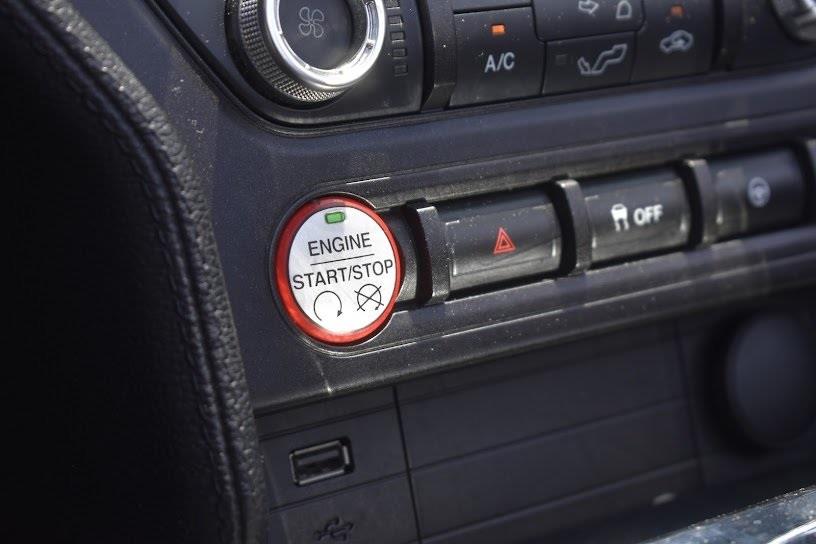 A/C
ENGINE
START/STOP
OFF